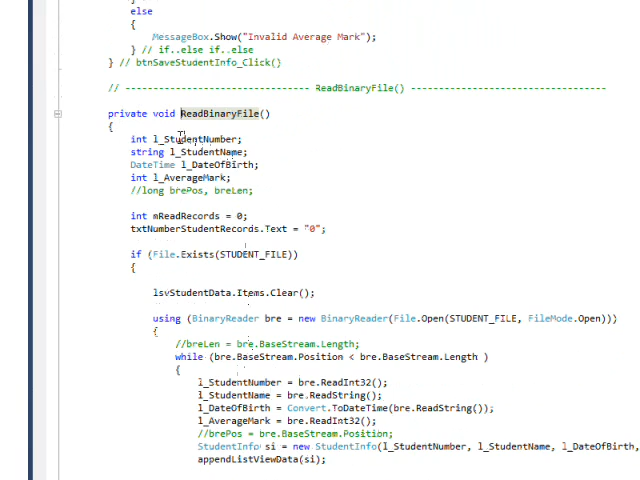 else
{
MessageBox.Show("Invalid Average Mark");
} // if..else if..else
} // btnSaveStudentInfo_Click()
// --------------------------------- ReadBinaryFile() -----------------------------------
private void ReadBinaryFile()
{
int l_StudentNumber;
string l_StudentName;
DateTime l_DateOfBirth;
int l_AverageMark;
//long brePos, breLen;
int mReadRecords = 0;
txtNumberStudentRecords.Text = "0";
if (File.Exists(STUDENT_FILE))
{
lsvStudentData.Items.Clear();
using (BinaryReader bre = new BinaryReader(File.Open(STUDENT_FILE, FileMode.Open)))
{
//breLen = bre.BaseStream.Length;
while (bre.BaseStream.Position < bre.BaseStream.Length )
{
l_StudentNumber = bre.ReadInt32();
l_StudentName = bre.ReadString();
l_DateOfBirth = Convert.ToDateTime(bre.ReadString());
l_AverageMark = bre.ReadInt32();
//brePos = bre.BaseStream.Position;
StudentInfo si = new StudentInfo(l_StudentNumber, l_StudentName, l_DateOfBirth,
appendListViewData(si);